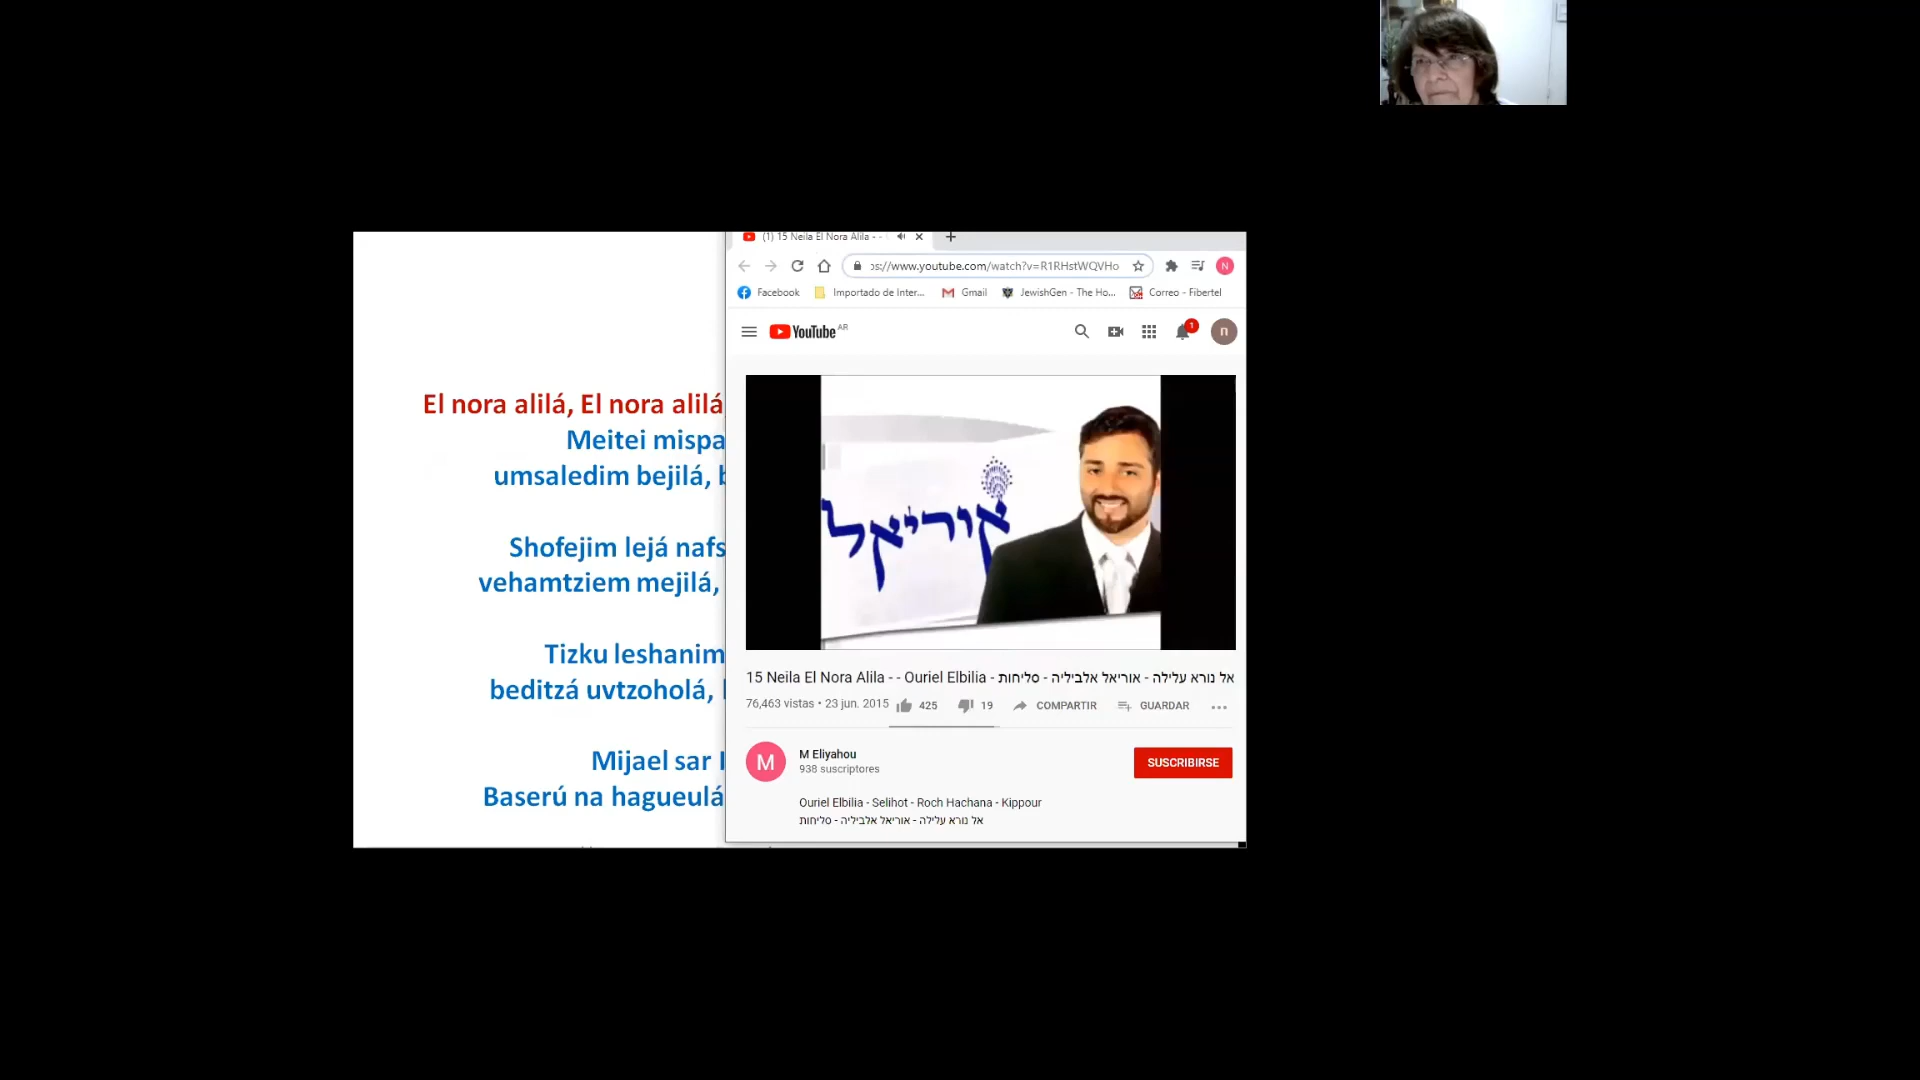 El nora alilá, El nora alilá
Meitei mispa
umsaledim bejilá, b
Shofejim lejá nafs
vehamtziem mejilá,
Tizku leshanim
beditzá uvtzoholá,
Mijael sar
Baserú na hagueulá
(1) 15 Neila El Nora Alila - -
ps://www.youtube.com/watch?v=R1RHstWQVHo
N
Facebook Importado de Inter... Gmail JewishGen - The Ho... Correo - Fibertel
YouTube AR
1
n
אוריאל
15 Neila El Nora Alila - - Ouriel Elbilia - אל נורא עלילה - אוריאל אלביליה - סליחות
76,463 vistas • 23 jun. 2015 425 19 COMPARTIR GUARDAR ...
M
M Eliyahou
938 suscriptores
SUSCRIBIRSE
Ouriel Elbilia - Selihot - Roch Hachana - Kippour
אל נורא עלילה - אוריאל אלביליה - סליחות